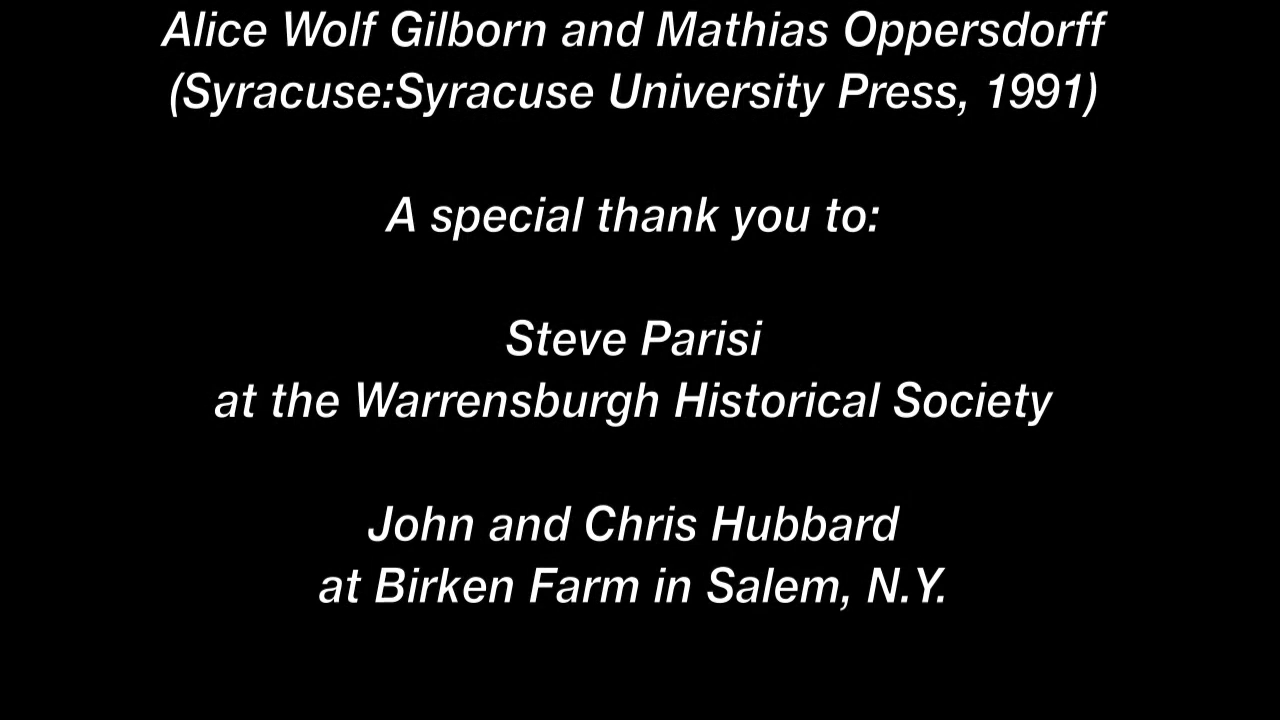 Alice Wolf Gilborn and Mathias Oppersdorff
(Syracuse:Syracuse University Press, 1991)
A special thank you to:
Steve Parisi
at the Warrensburgh Historical Society
John and Chris Hubbard
at Birken Farm in Salem, N.Y.